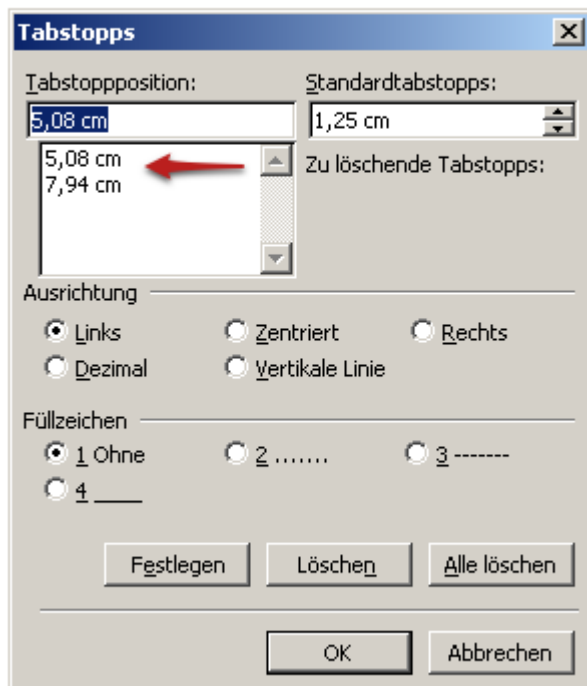 Tabstopps
Tabstoppposition:
Standardtabstopps:
5,08 cm
1,25 cm
5,08 cm
7,94 cm
Zu löschende Tabstopps:
Ausrichtung
Links
Zentriert
Rechts
Dezimal
Vertikale Linie
Füllzeichen
1 Ohne
2 .......
3 -------
4 ____
Festlegen
Löschen
Alle löschen
OK
Abbrechen